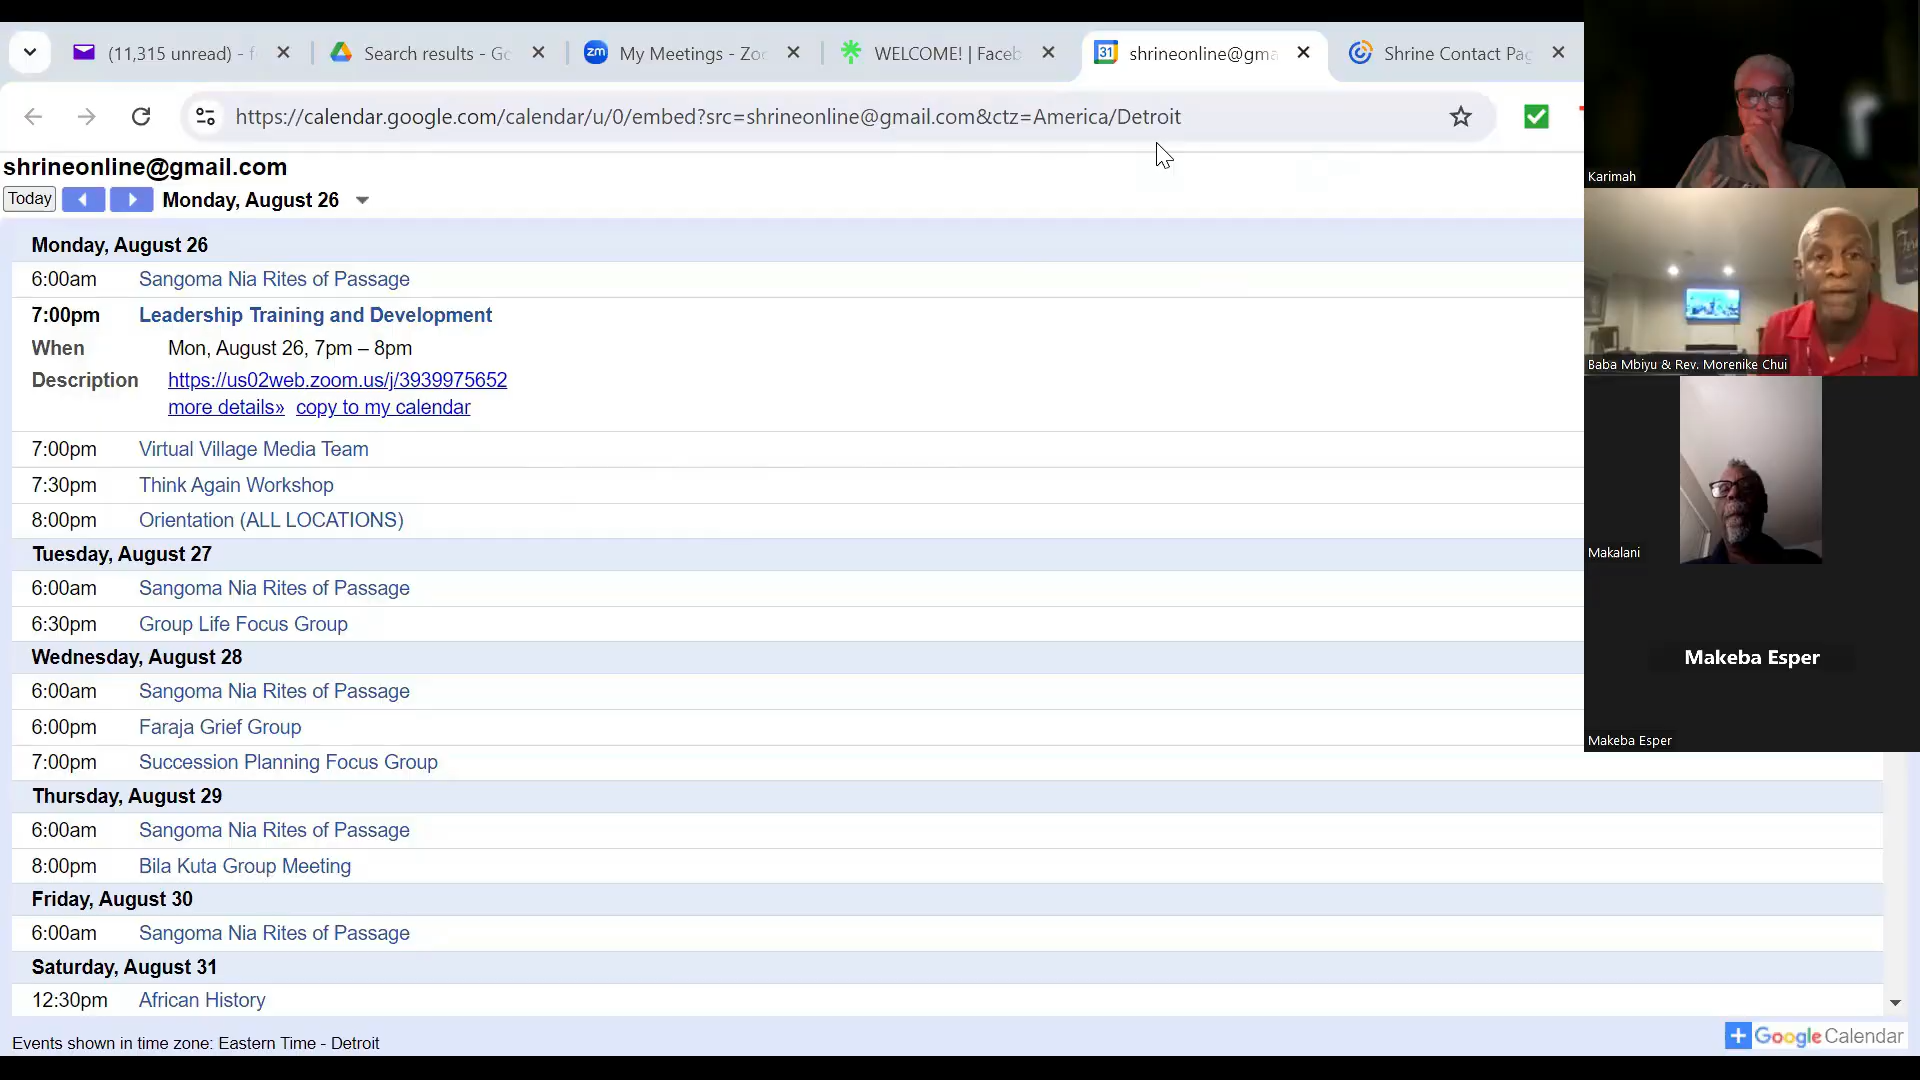 (11,315 unread) - f
Search results - Go
My Meetings - Zoo
WELCOME! | Faceb
31
shrineonline@gma
Shrine Contact Pag
https://calendar.google.com/calendar/u/0/embed?src=shrineonline@gmail.com&ctz=America/Detroit
shrineonline@gmail.com
Today
Monday, August 26
Monday, August 26
6:00am Sangoma Nia Rites of Passage
7:00pm Leadership Training and Development
When Mon, August 26, 7pm – 8pm
Description https://us02web.zoom.us/j/3939975652
more details» copy to my calendar
7:00pm Virtual Village Media Team
7:30pm Think Again Workshop
8:00pm Orientation (ALL LOCATIONS)
Tuesday, August 27
6:00am Sangoma Nia Rites of Passage
6:30pm Group Life Focus Group
Wednesday, August 28
6:00am Sangoma Nia Rites of Passage
6:00pm Faraja Grief Group
7:00pm Succession Planning Focus Group
Thursday, August 29
6:00am Sangoma Nia Rites of Passage
8:00pm Bila Kuta Group Meeting
Friday, August 30
6:00am Sangoma Nia Rites of Passage
Saturday, August 31
12:30pm African History
Events shown in time zone: Eastern Time - Detroit
Google Calendar
Karimah
Baba Mbiyu & Rev. Morenike Chui
Makalani
Makeba Esper
Makeba Esper
zm